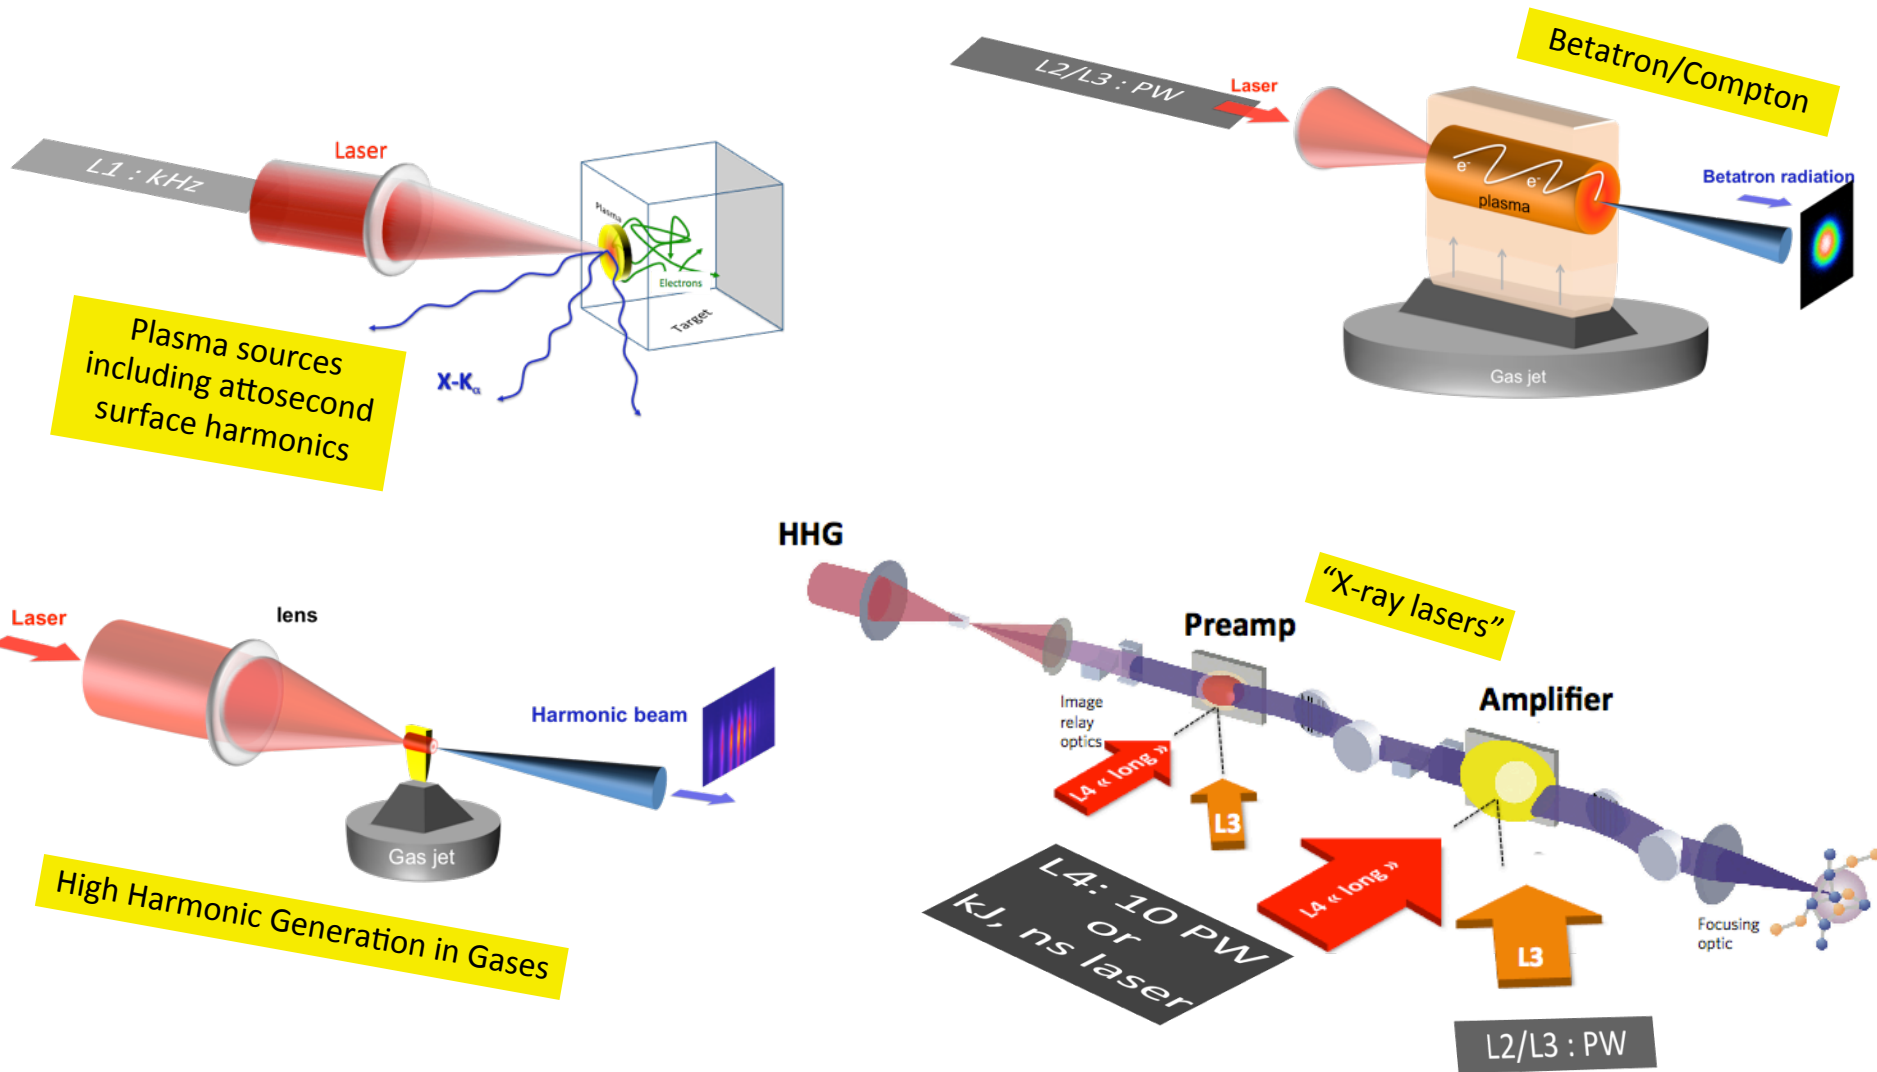 L1 : kHz
Laser
Plasma
Electrons
Target
X-Kα
Plasma sources
including attosecond
surface harmonics
L2/L3 : PW
Laser
Betatron/Compton
e-
e-
plasma
Betatron radiation
Gas jet
Laser
lens
Harmonic beam
Gas jet
High Harmonic Generation in Gases
HHG
"X-ray lasers"
Preamp
Amplifier
Image
relay
optics
L4 « long »
L3
L4 « long »
L3
L4: 10 PW
or
kJ, ns laser
Focusing
optic
L2/L3 : PW